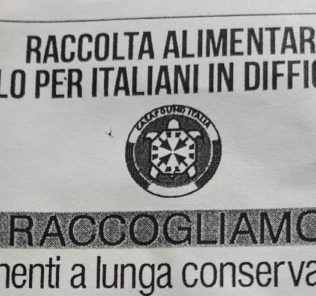 RACCOLTA ALIMENTAR
LO PER ITALIANI IN DIFFIC
CASAPOUND ITALIA
RACCOGLIAMO
menti a lunga conserva